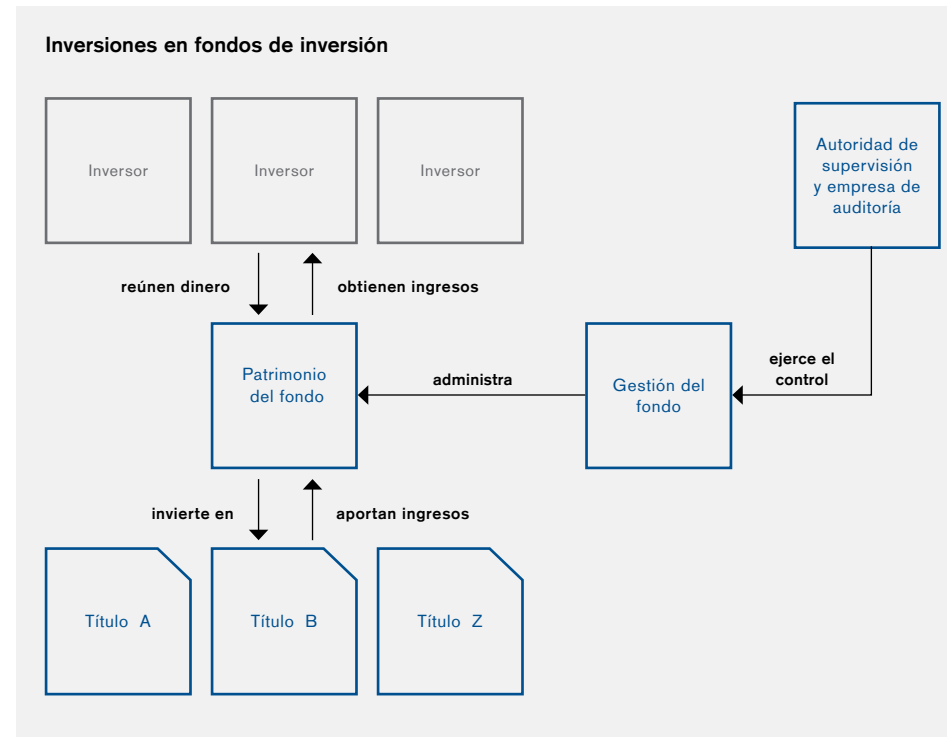 Inversiones en fondos de inversión
Inversor
Inversor
Inversor
Autoridad de
supervisión
y empresa de
auditoría
reúnen dinero
obtienen ingresos
Patrimonio
del fondo
administra
Gestión del
fondo
ejerce el
control
invierte en
aportan ingresos
Título A
Título B
Título Z